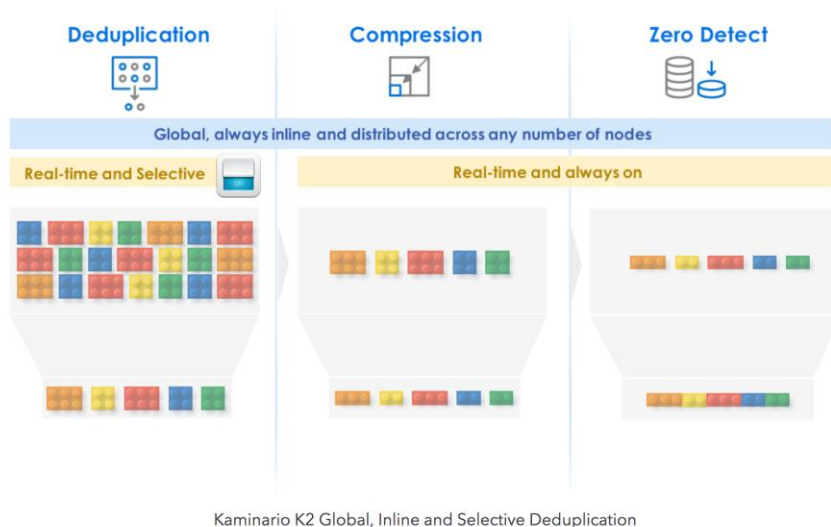 Deduplication
Compression
Zero Detect
Global, always inline and distributed across any number of nodes
Real-time and Selective
Real-time and always on
Kaminario K2 Global, Inline and Selective Deduplication